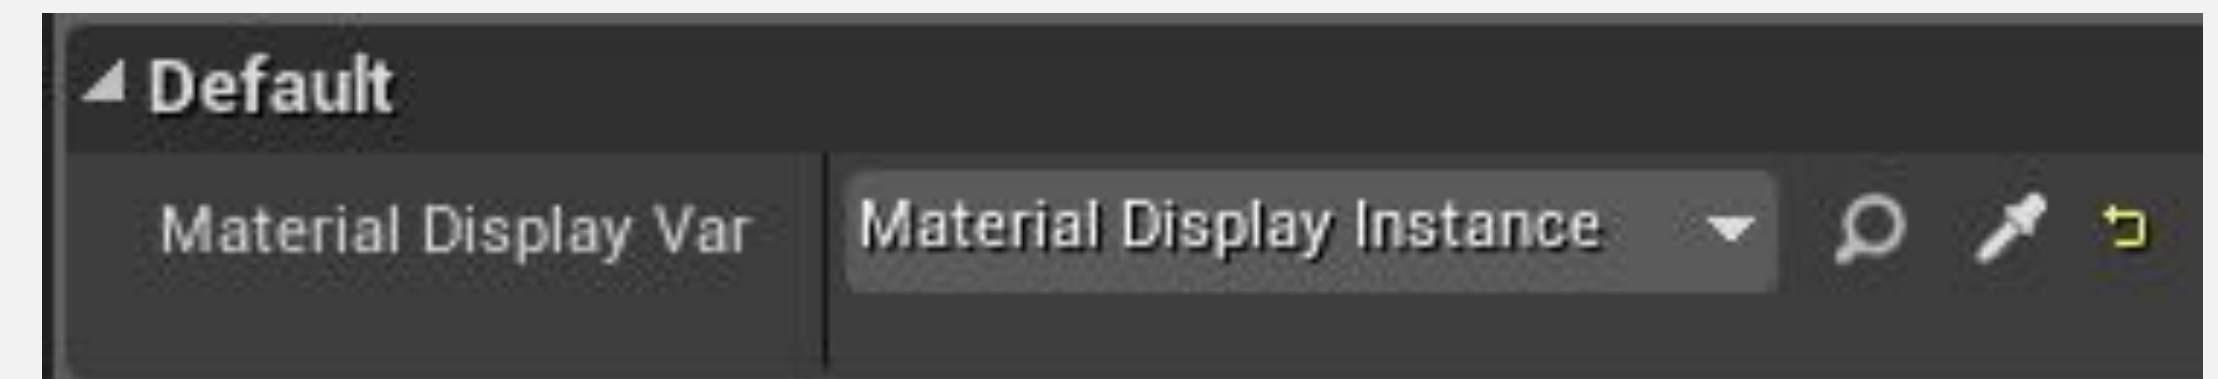 Default
Material Display Var
Material Display Instance